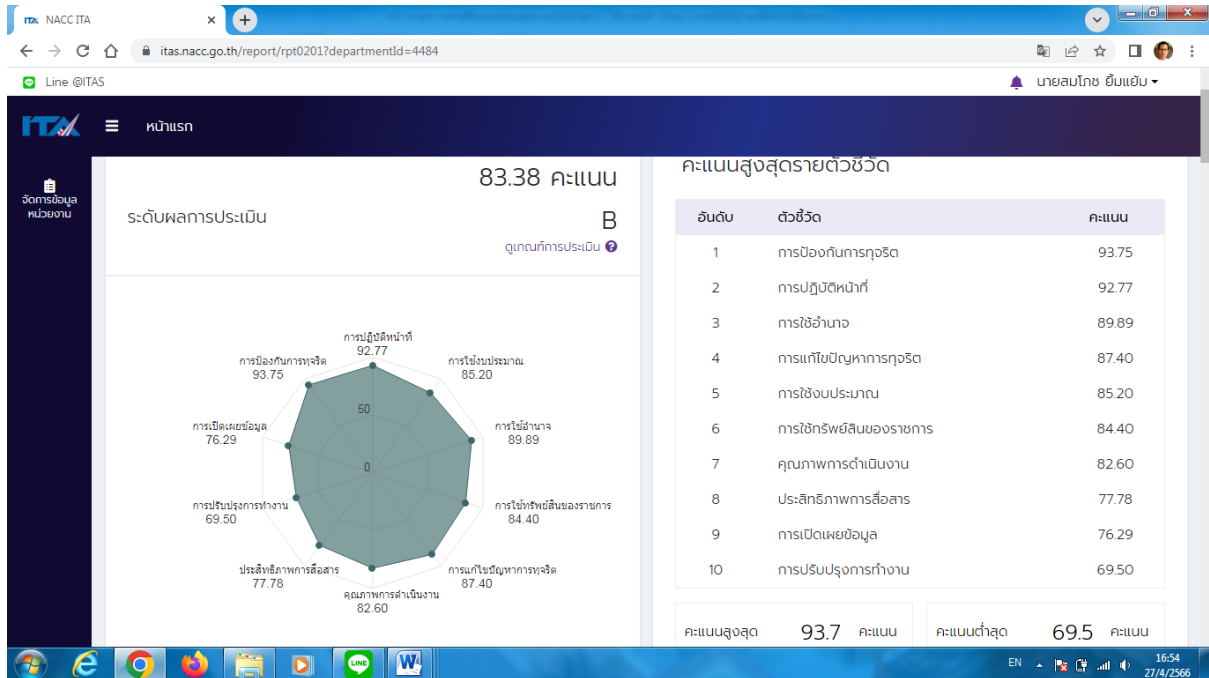 ITA NACC ITA
itas.nacc.go.th/report/rpt0201?departmentId=4484
Line @ITAS
นายสมโภช ยิ้มแย้ม
ITA หน้าแรก
จัดการข้อมูล
หน่วยงาน
83.38 คะแนน
ระดับผลการประเมิน B
ดูเกณฑ์การประเมิน
การปฏิบัติหน้าที่
92.77
การป้องกันการทุจริต
93.75
การใช้งบประมาณ
85.20
50
การเปิดเผยข้อมูล
76.29
การใช้อำนาจ
89.89
0
การปรับปรุงการทำงาน
69.50
การใช้ทรัพย์สินของราชการ
84.40
ประสิทธิภาพการสื่อสาร
77.78
การแก้ไขปัญหาการทุจริต
87.40
คุณภาพการดำเนินงาน
82.60
คะแนนสูงสุดรายตัวชี้วัด
อันดับ ตัวชี้วัด คะแนน
1 การป้องกันการทุจริต 93.75
2 การปฏิบัติหน้าที่ 92.77
3 การใช้อำนาจ 89.89
4 การแก้ไขปัญหาการทุจริต 87.40
5 การใช้งบประมาณ 85.20
6 การใช้ทรัพย์สินของราชการ 84.40
7 คุณภาพการดำเนินงาน 82.60
8 ประสิทธิภาพการสื่อสาร 77.78
9 การเปิดเผยข้อมูล 76.29
10 การปรับปรุงการทำงาน 69.50
คะแนนสูงสุด 93.7 คะแนน
คะแนนต่ำสุด 69.5 คะแนน
LINE W
EN 16:54
27/4/2566